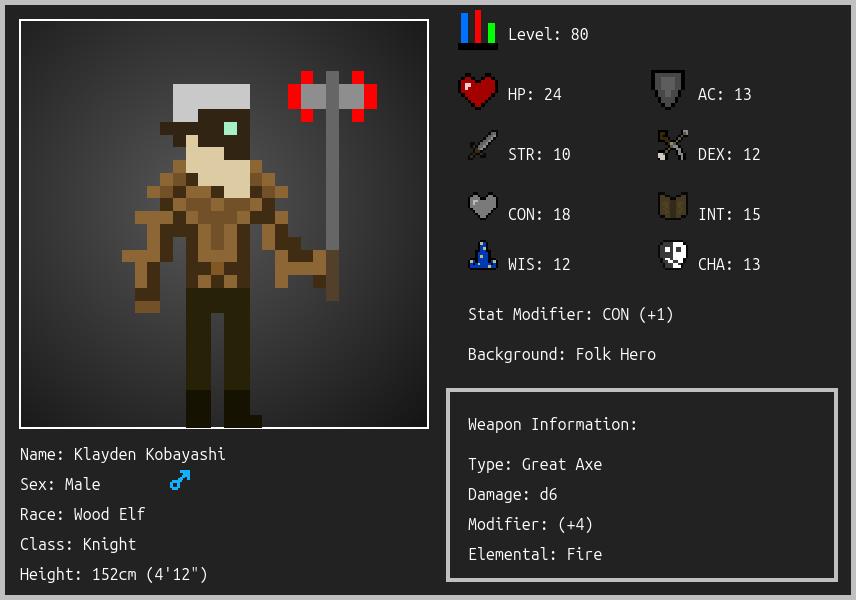 Level: 80
HP: 24
AC: 13
STR: 10
DEX: 12
CON: 18
INT: 15
WIS: 12
CHA: 13
Stat Modifier: CON (+1)
Background: Folk Hero
Weapon Information:
Type: Great Axe
Damage: d6
Modifier: (+4)
Elemental: Fire
Name: Klayden Kobayashi
Sex: Male
Race: Wood Elf
Class: Knight
Height: 152cm (4'12")